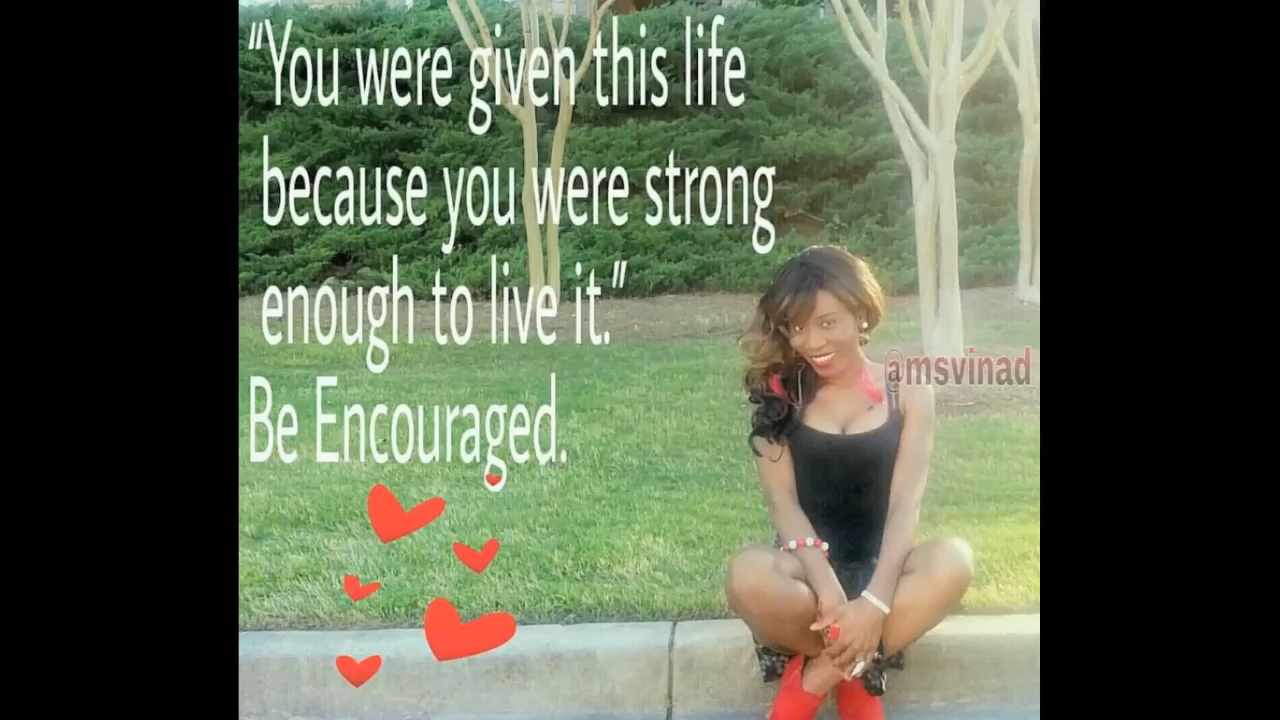 “You were given this life
because you were strong
enough to live it.”
Be Encouraged.
@msvinad